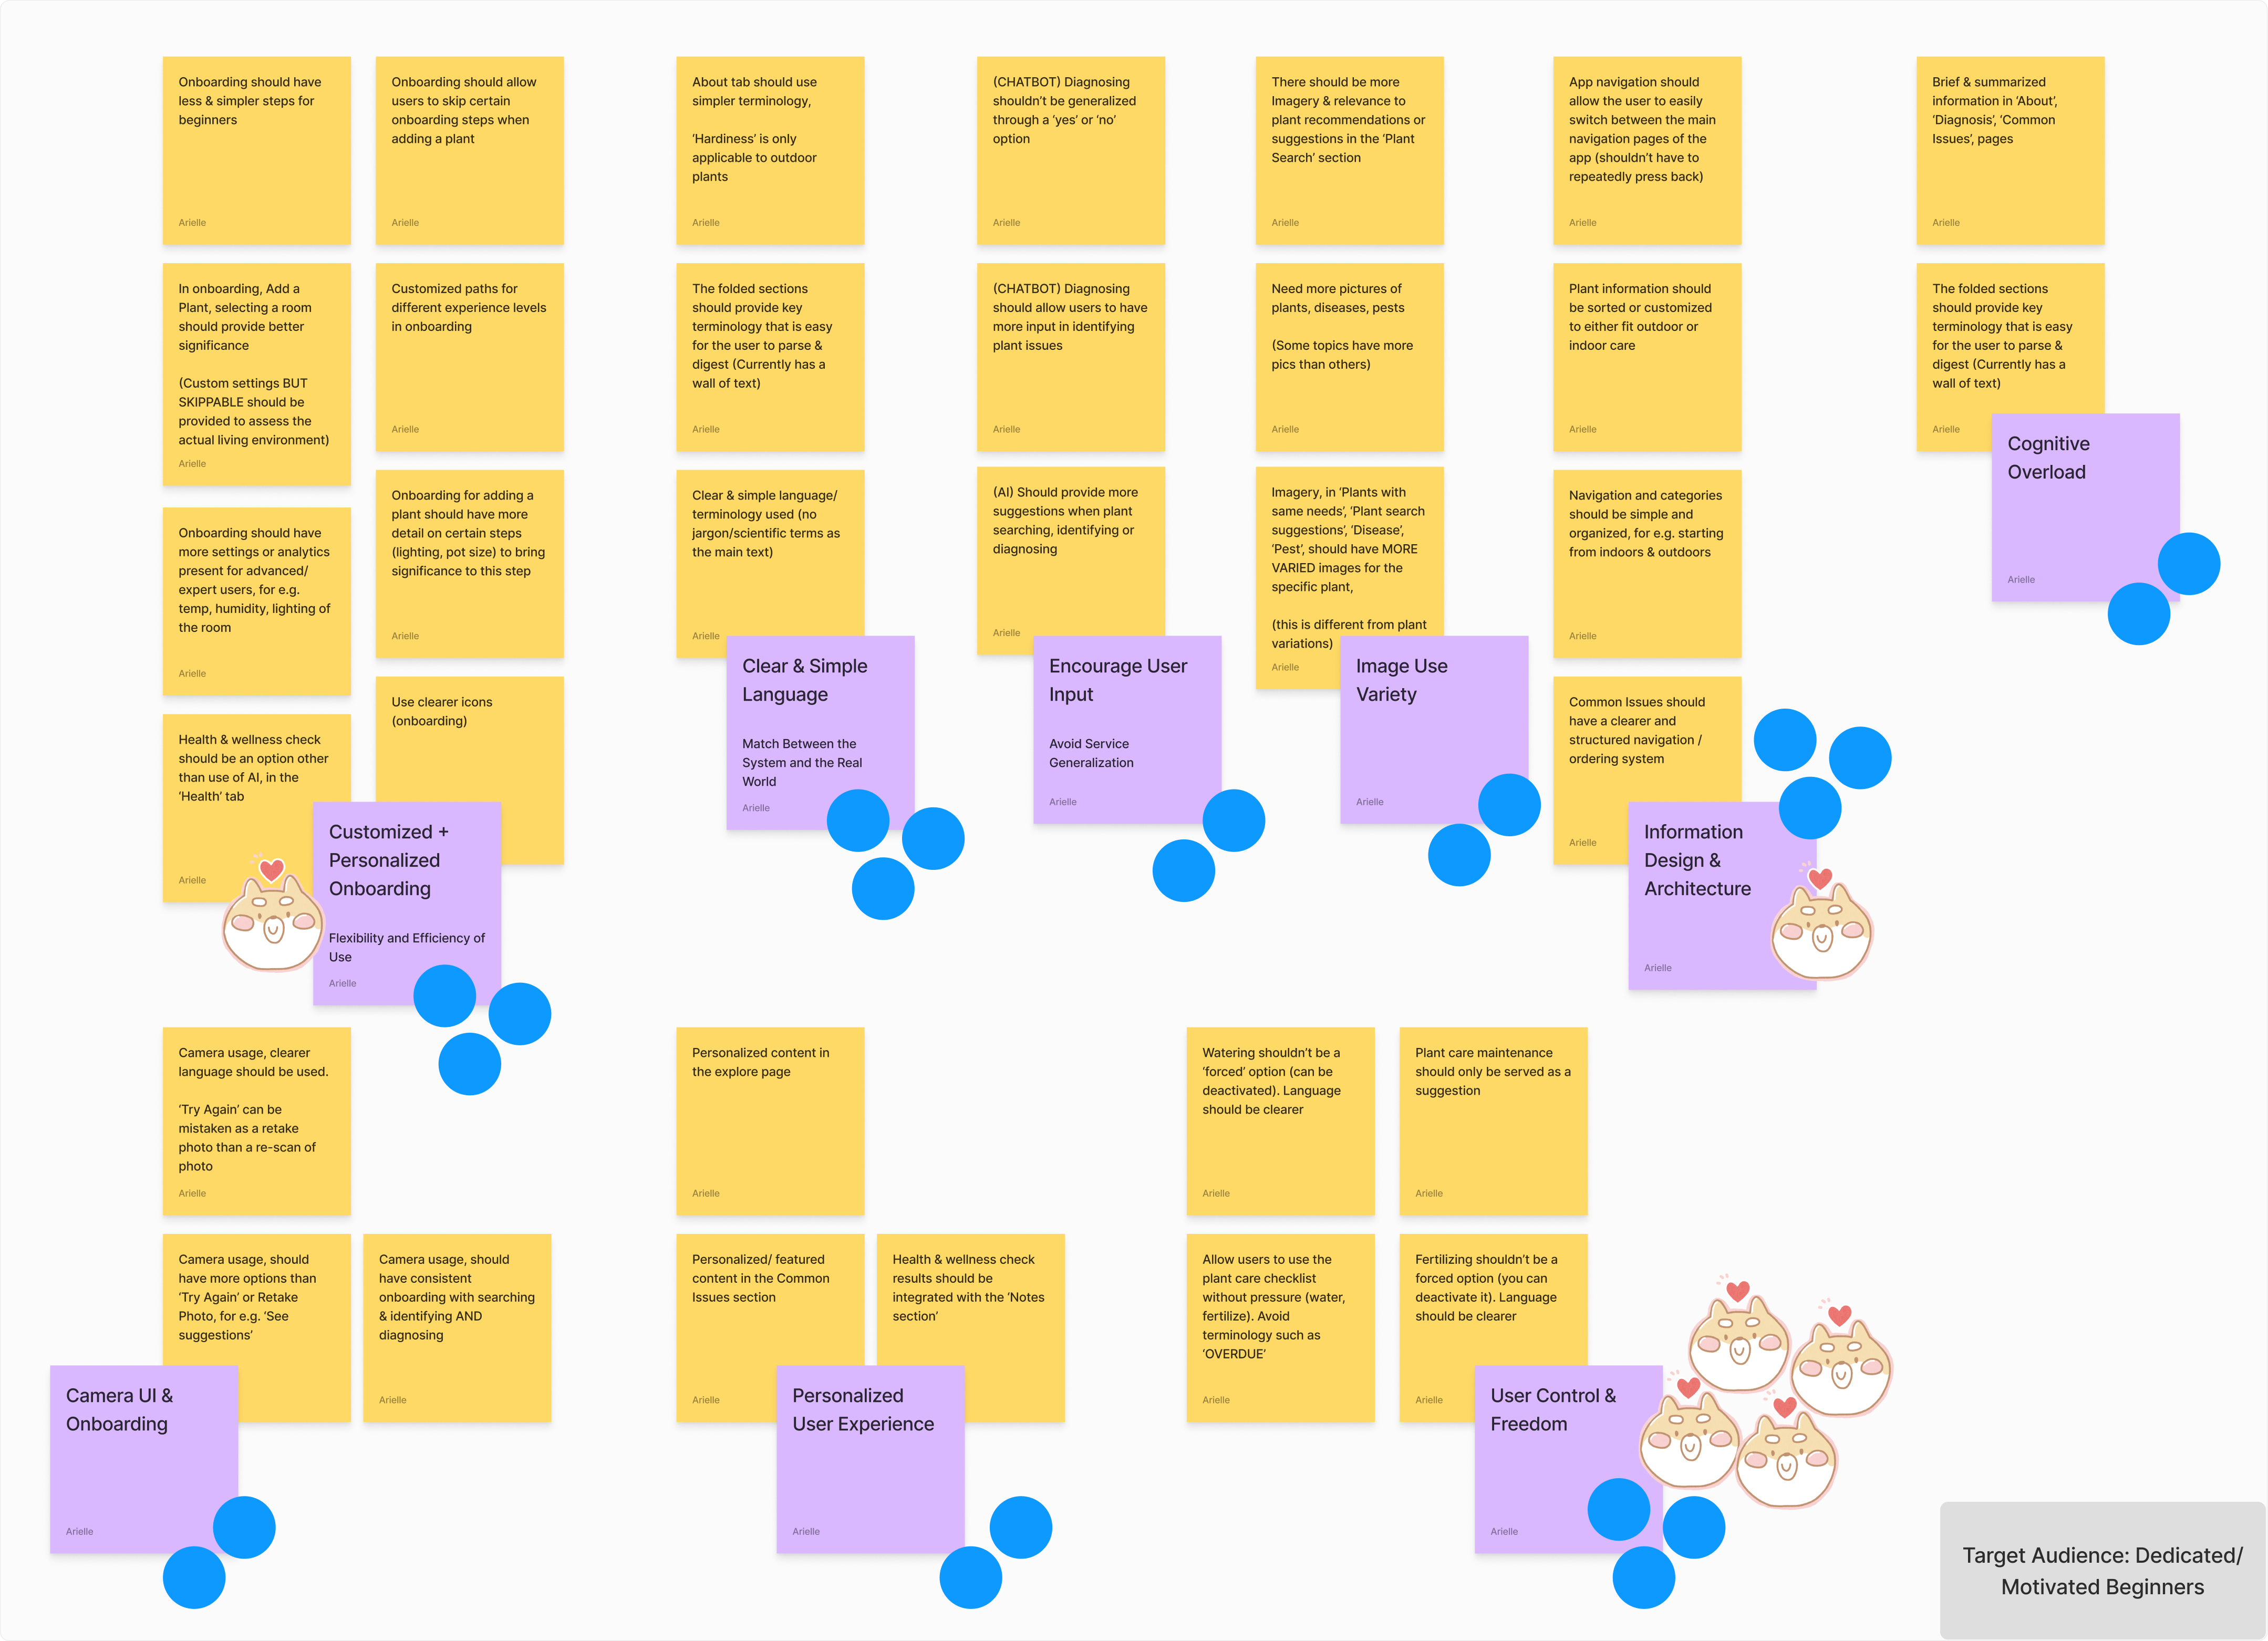 Onboarding should have
less & simpler steps for
beginners
Arielle
Onboarding should allow
users to skip certain
onboarding steps when
adding a plant
Arielle
About tab should use
simpler terminology,
‘Hardiness’ is only
applicable to outdoor
plants
Arielle
(CHATBOT) Diagnosing
shouldn’t be generalized
through a ‘yes’ or ‘no’
option
Arielle
There should be more
Imagery & relevance to
plant recommendations or
suggestions in the ‘Plant
Search’ section
Arielle
App navigation should
allow the user to easily
switch between the main
navigation pages of the
app (shouldn’t have to
repeatedly press back)
Arielle
Brief & summarized
information in ‘About’,
‘Diagnosis’, ‘Common
Issues’, pages
Arielle
In onboarding, Add a
Plant, selecting a room
should provide better
significance
(Custom settings BUT
SKIPPABLE should be
provided to assess the
actual living environment)
Arielle
Customized paths for
different experience levels
in onboarding
Arielle
The folded sections
should provide key
terminology that is easy
for the user to parse &
digest (Currently has a
wall of text)
Arielle
(CHATBOT) Diagnosing
should allow users to have
more input in identifying
plant issues
Arielle
Need more pictures of
plants, diseases, pests
(Some topics have more
pics than others)
Arielle
Plant information should
be sorted or customized
to either fit outdoor or
indoor care
Arielle
The folded sections
should provide key
terminology that is easy
for the user to parse &
digest (Currently has a
wall of text)
Arielle
Cognitive
Overload
Arielle
Onboarding should have
more settings or analytics
present for advanced/
expert users, for e.g.
temp, humidity, lighting of
the room
Arielle
Onboarding for adding a
plant should have more
detail on certain steps
(lighting, pot size) to bring
significance to this step
Arielle
Clear & simple language/
terminology used (no
jargon/scientific terms as
the main text)
Arielle
(AI) Should provide more
suggestions when plant
searching, identifying or
diagnosing
Arielle
Imagery, in ‘Plants with
same needs’, ‘Plant search
suggestions’, ‘Disease’,
‘Pest’, should have MORE
VARIED images for the
specific plant,
(this is different from plant
variations)
Arielle
Navigation and categories
should be simple and
organized, for e.g. starting
from indoors & outdoors
Arielle
Health & wellness check
should be an option other
than use of AI, in the
‘Health’ tab
Arielle
Use clearer icons
(onboarding)
Customized +
Personalized
Onboarding
Flexibility and Efficiency of
Use
Arielle
Clear & Simple
Language
Match Between the
System and the Real
World
Arielle
Encourage User
Input
Avoid Service
Generalization
Arielle
Image Use
Variety
Arielle
Common Issues should
have a clearer and
structured navigation /
ordering system
Arielle
Information
Design &
Architecture
Arielle
Camera usage, clearer
language should be used.
‘Try Again’ can be
mistaken as a retake
photo than a re-scan of
photo
Arielle
Camera usage, should
have more options than
‘Try Again’ or Retake
Photo, for e.g. ‘See
suggestions’
Camera usage, should
have consistent
onboarding with searching
& identifying AND
diagnosing
Arielle
Camera UI &
Onboarding
Arielle
Personalized content in
the explore page
Arielle
Personalized/ featured
content in the Common
Issues section
Arielle
Health & wellness check
results should be
integrated with the ‘Notes
section’
Personalized
User Experience
Arielle
Watering shouldn’t be a
‘forced’ option (can be
deactivated). Language
should be clearer
Arielle
Plant care maintenance
should only be served as a
suggestion
Arielle
Allow users to use the
plant care checklist
without pressure (water,
fertilize). Avoid
terminology such as
‘OVERDUE’
Arielle
Fertilizing shouldn’t be a
forced option (you can
deactivate it). Language
should be clearer
Arielle
User Control &
Freedom
Arielle
Target Audience: Dedicated/
Motivated Beginners